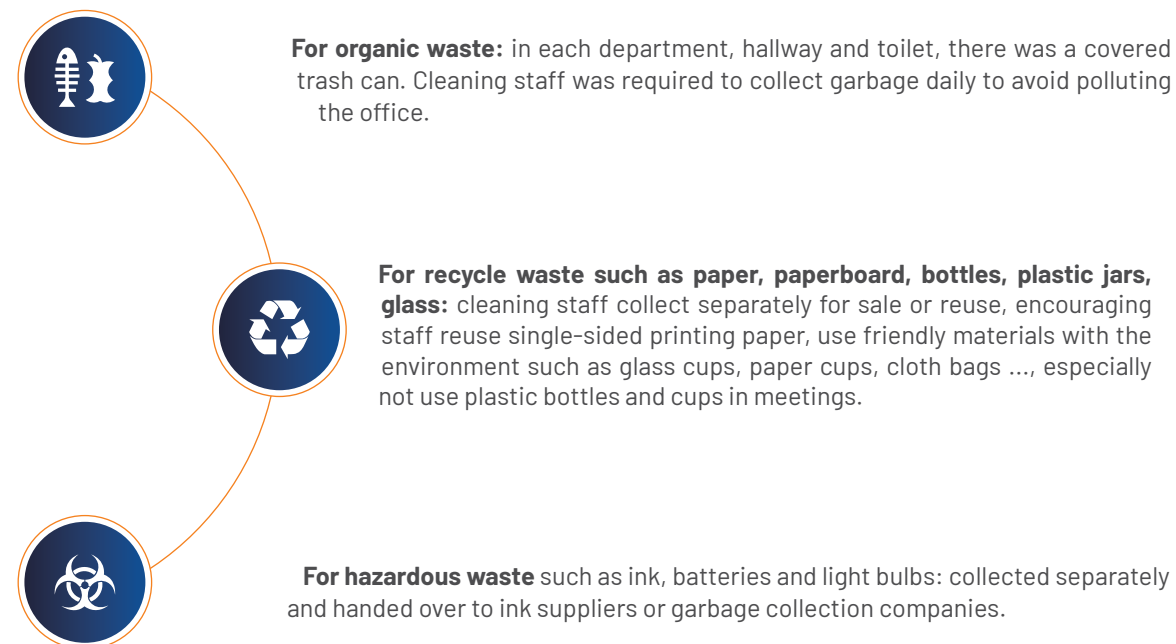 For organic waste: in each department, hallway and toilet, there was a covered
trash can. Cleaning staff was required to collect garbage daily to avoid polluting
the office.
For recycle waste such as paper, paperboard, bottles, plastic jars,
glass: cleaning staff collect separately for sale or reuse, encouraging
staff reuse single-sided printing paper, use friendly materials with the
environment such as glass cups, paper cups, cloth bags ..., especially
not use plastic bottles and cups in meetings.
For hazardous waste such as ink, batteries and light bulbs: collected separately
and handed over to ink suppliers or garbage collection companies.